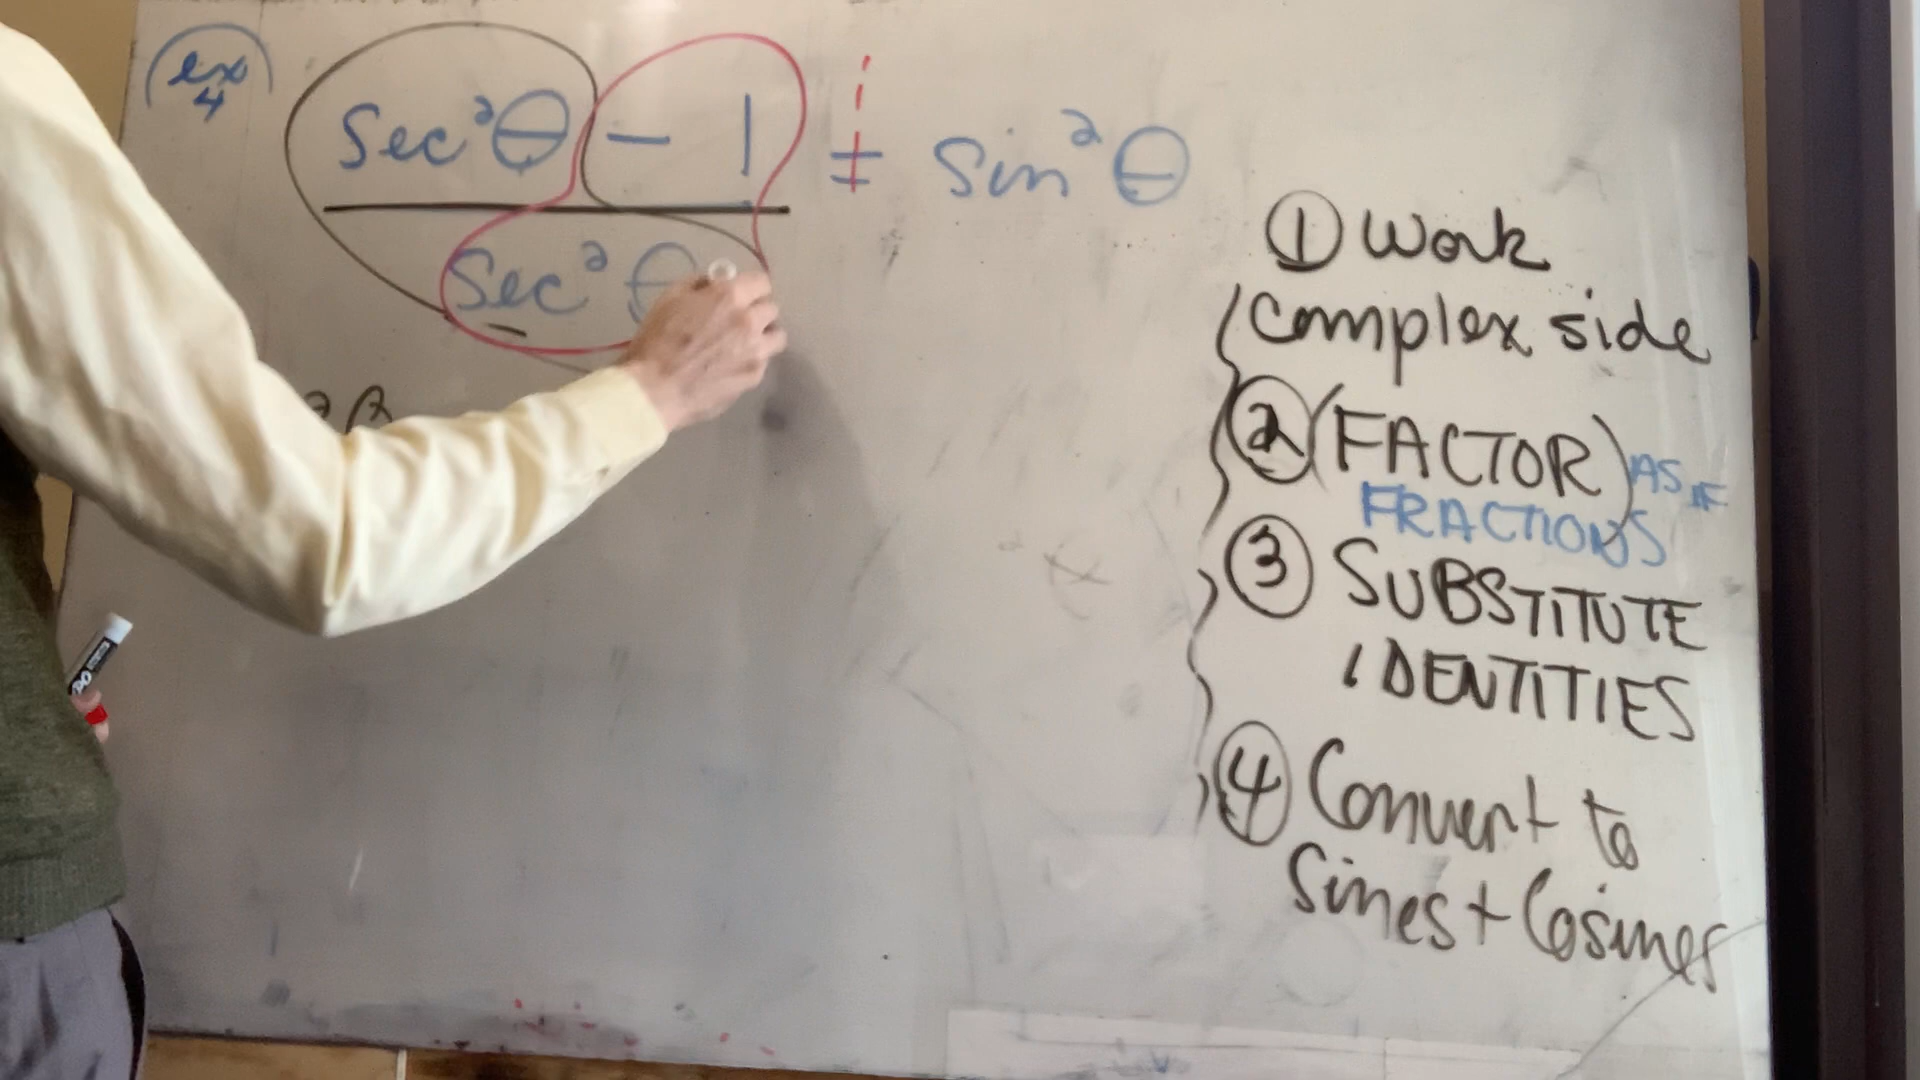 ex
4
sec²θ - 1 = sin²θ
sec²θ
① Work
complex side
② (FACTOR) AS IF
FRACTIONS
③ SUBSTITUTE
IDENTITIES
④ Convert to
Sines + Cosines